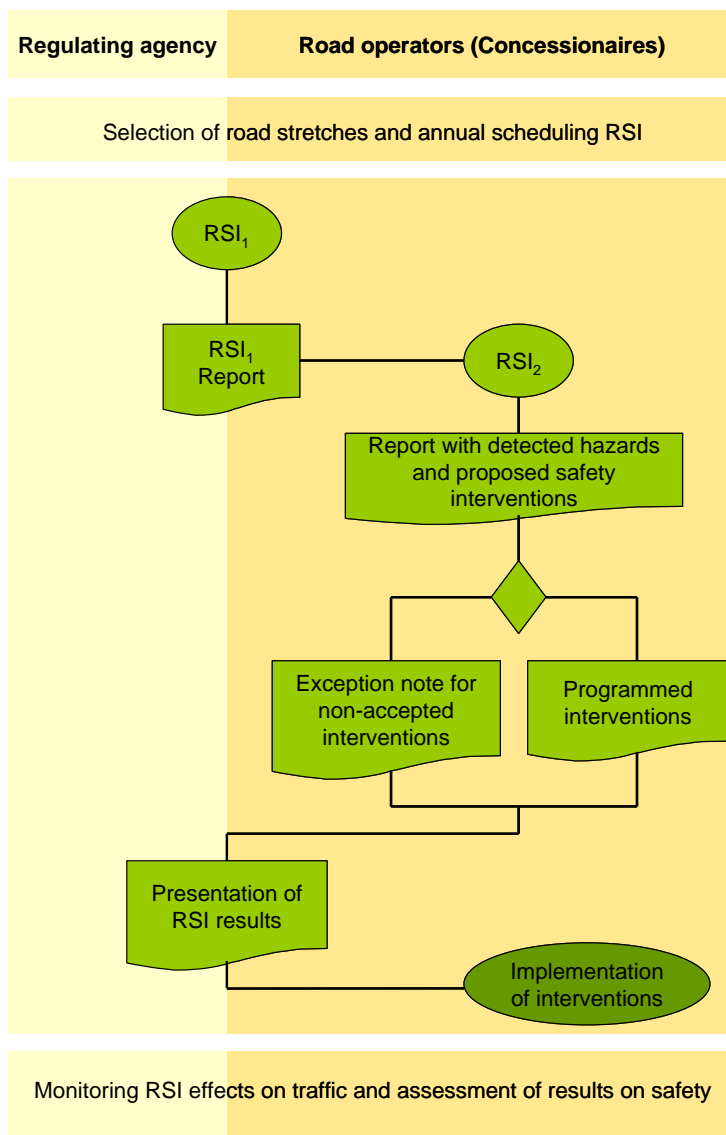 Regulating agency
Road operators (Concessionaires)
Selection of road stretches and annual scheduling RSI
RSI₁
RSI₁
Report
RSI₂
Report with detected hazards
and proposed safety
interventions
Exception note for
non-accepted
interventions
Programmed
interventions
Presentation of
RSI results
Implementation
of interventions
Monitoring RSI effects on traffic and assessment of results on safety